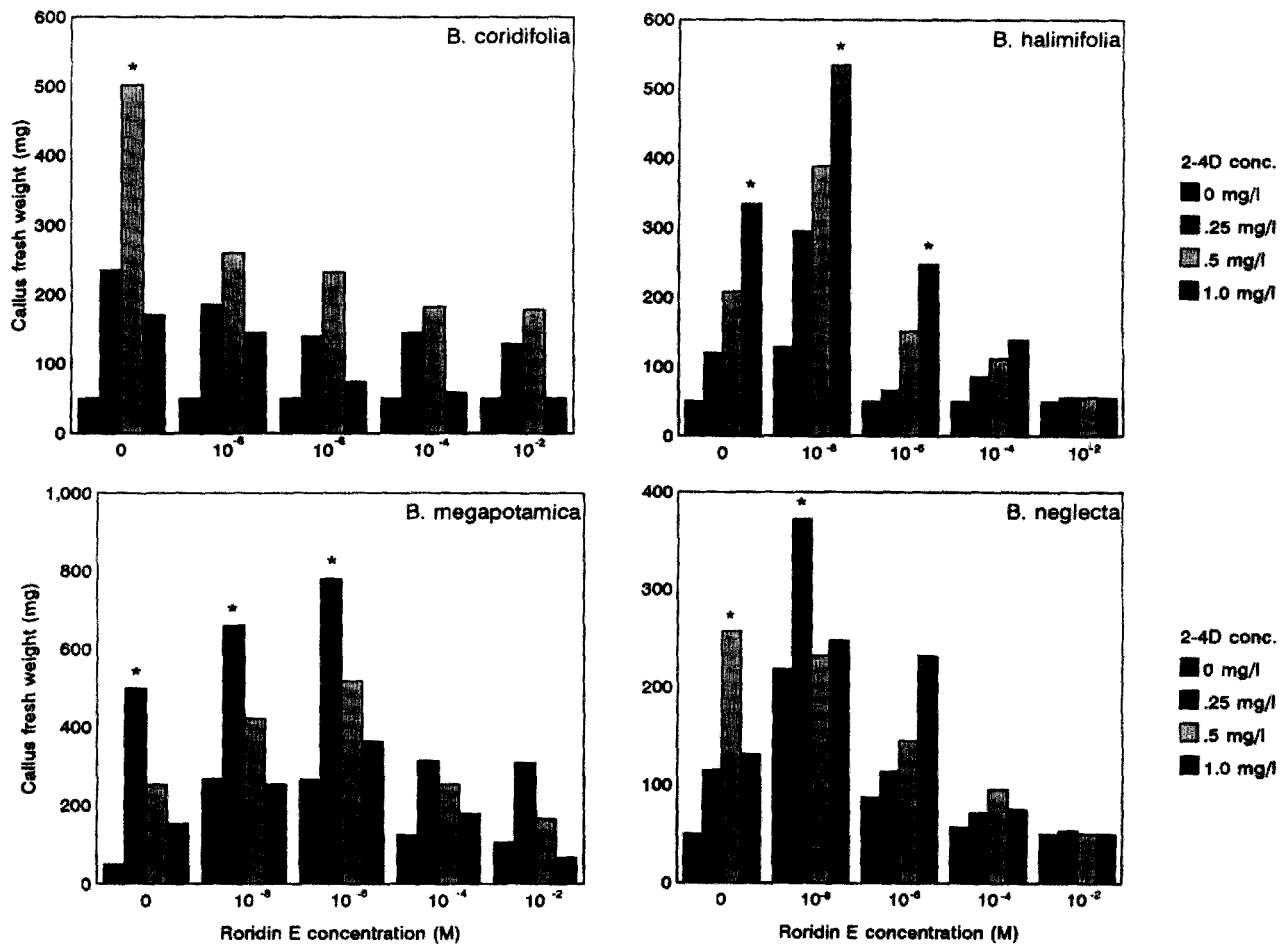 600
500
400
300
200
100
0
Callus fresh weight (mg)
B. coridifolia
*
0 10⁻⁸ 10⁻⁶ 10⁻⁴ 10⁻²
600
500
400
300
200
100
0
B. halimifolia
* * *
0 10⁻⁸ 10⁻⁶ 10⁻⁴ 10⁻²
2-4D conc.
0 mg/l
.25 mg/l
.5 mg/l
1.0 mg/l
1,000
800
600
400
200
0
Callus fresh weight (mg)
B. megapotamica
* * *
0 10⁻⁸ 10⁻⁶ 10⁻⁴ 10⁻²
Roridin E concentration (M)
400
300
200
100
0
B. neglecta
* *
0 10⁻⁸ 10⁻⁶ 10⁻⁴ 10⁻²
Roridin E concentration (M)
2-4D conc.
0 mg/l
.25 mg/l
.5 mg/l
1.0 mg/l